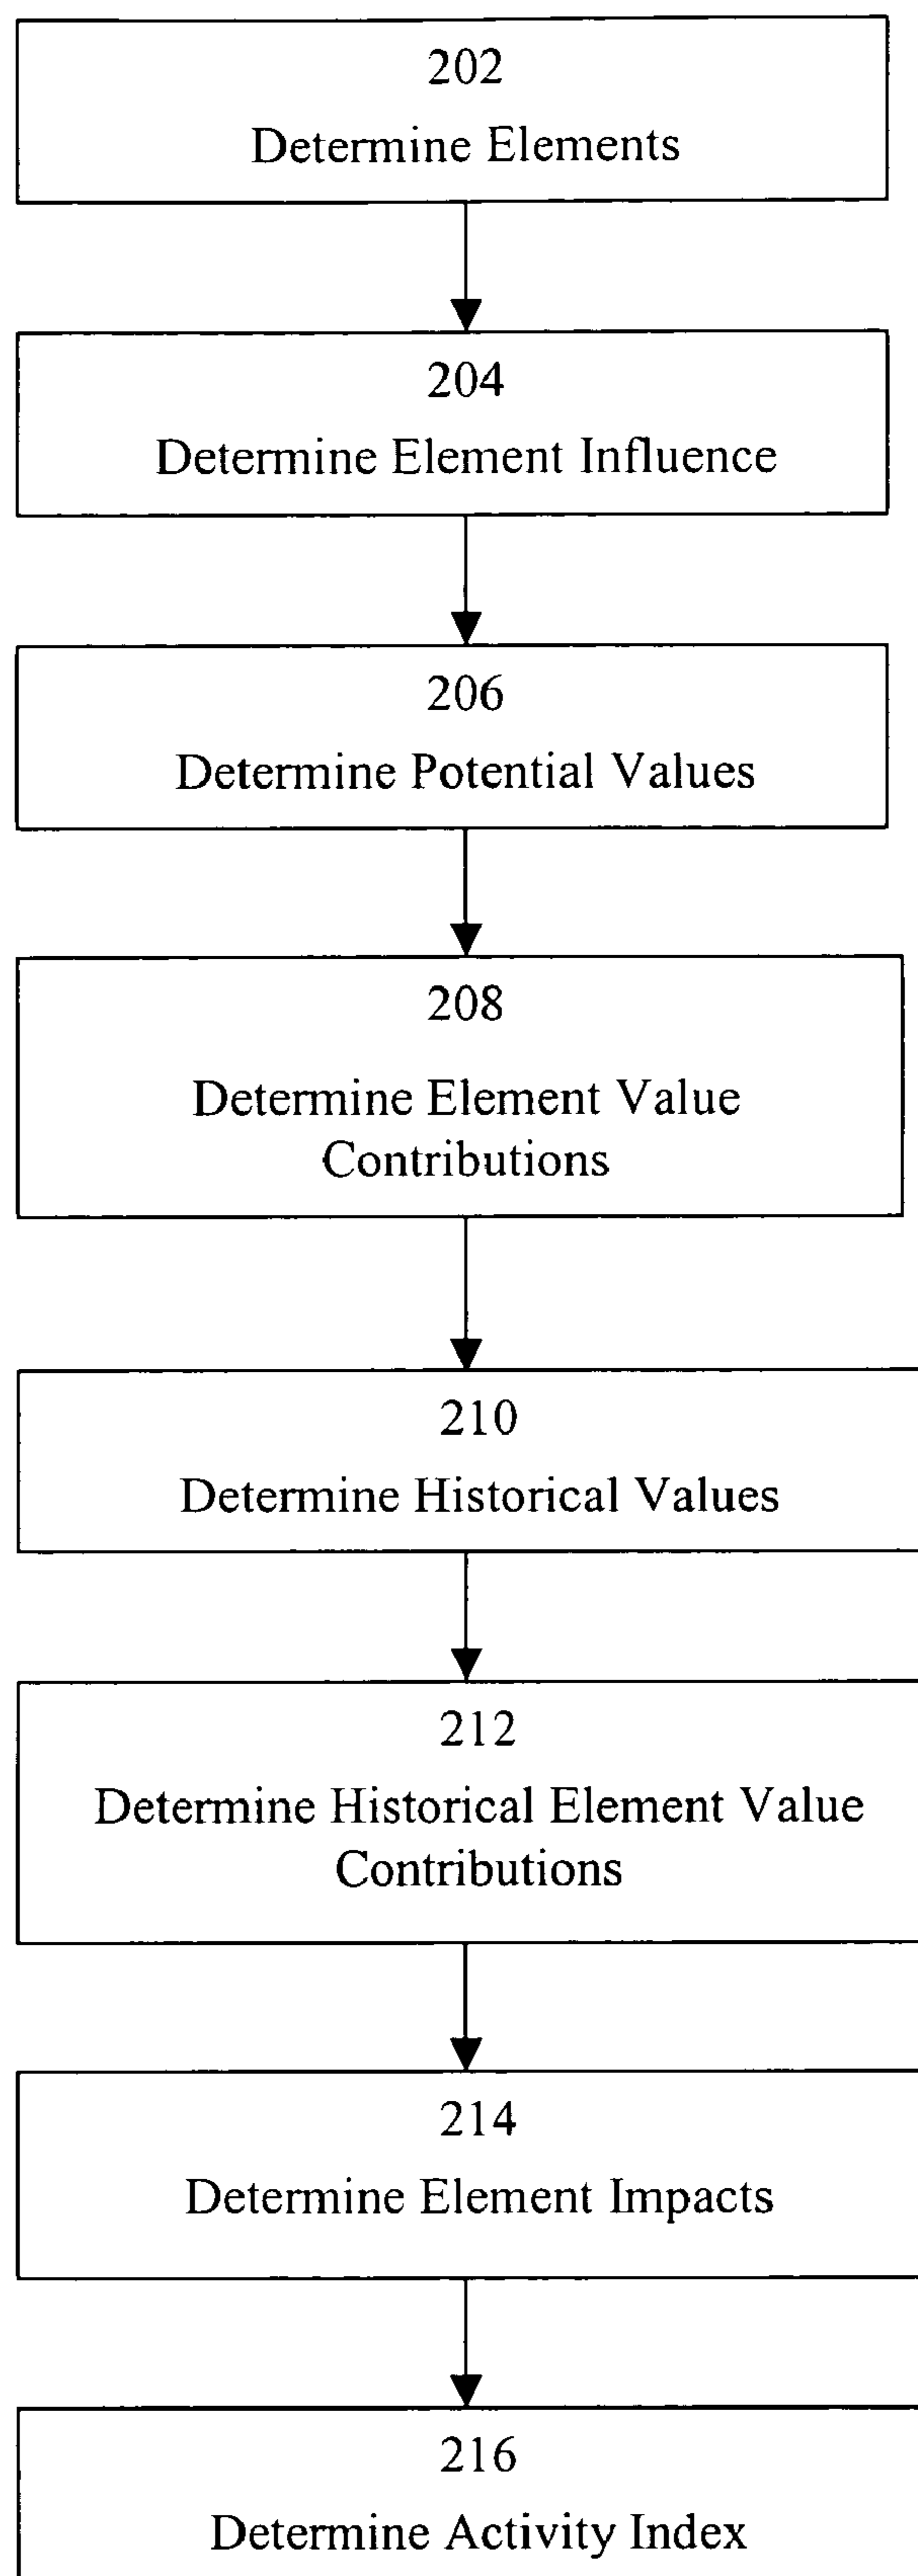 202
Determine Elements
204
Determine Element Influence
206
Determine Potential Values
208
Determine Element Value
Contributions
210
Determine Historical Values
212
Determine Historical Element Value
Contributions
214
Determine Element Impacts
216
Determine Activity Index